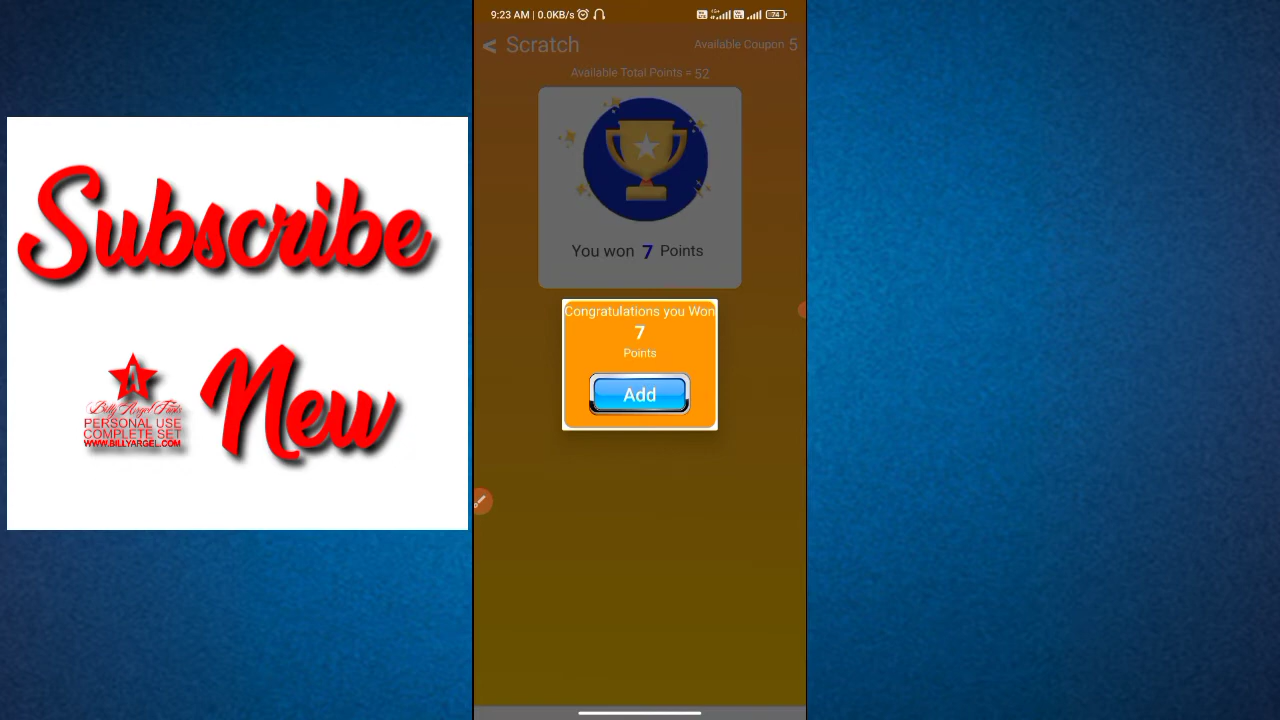 Subscribe
New
Billy Argel Fonts
PERSONAL USE
COMPLETE SET
WWW.BILLYARGEL.COM
9:23 AM | 0.0KB/s
74
< Scratch
Available Coupon 5
Available Total Points = 52
You won 7 Points
Congratulations you Won
7
Points
Add